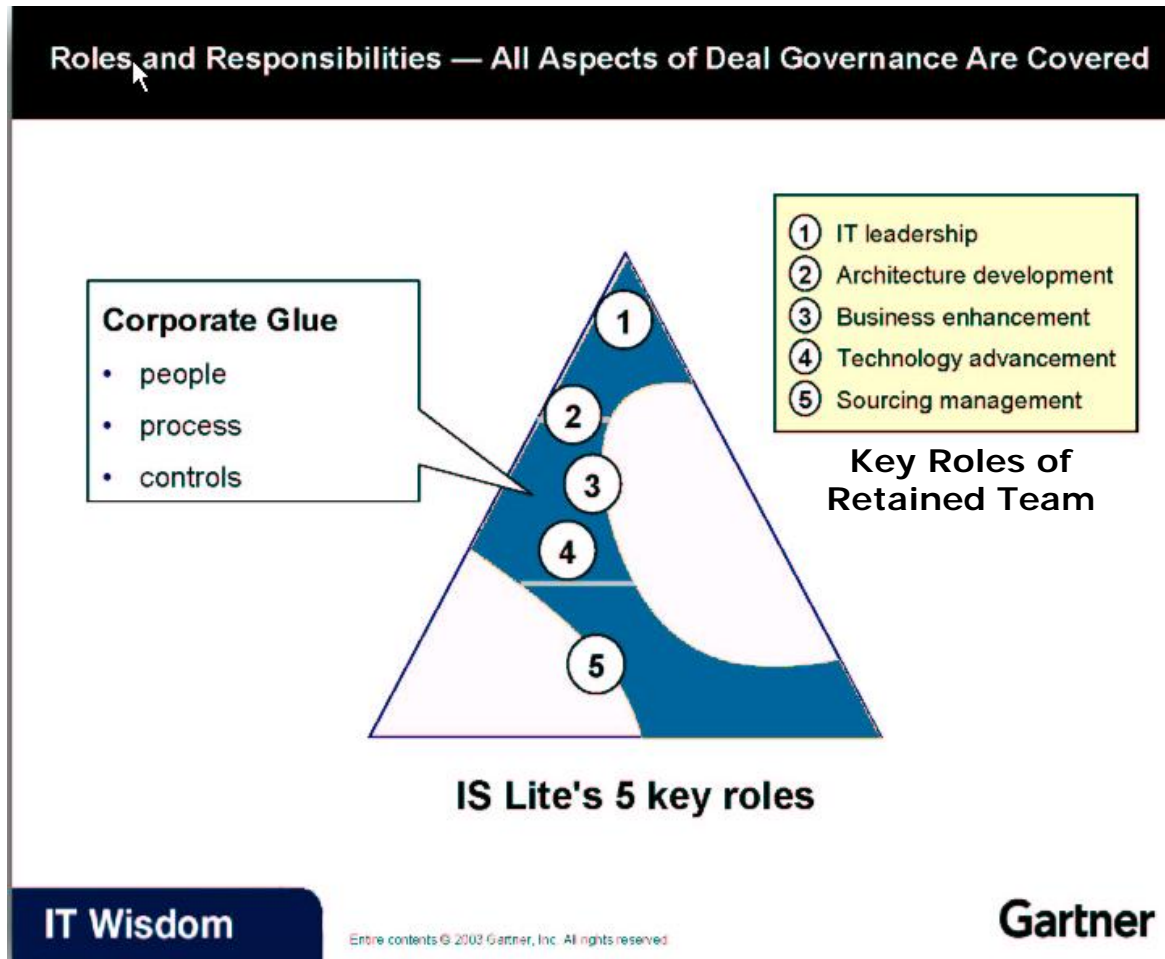 Roles and Responsibilities — All Aspects of Deal Governance Are Covered
Corporate Glue
• people
• process
• controls
1
2
3
4
5
1 IT leadership
2 Architecture development
3 Business enhancement
4 Technology advancement
5 Sourcing management
Key Roles of
Retained Team
IS Lite's 5 key roles
IT Wisdom
Entire contents © 2003 Gartner, Inc. All rights reserved
Gartner